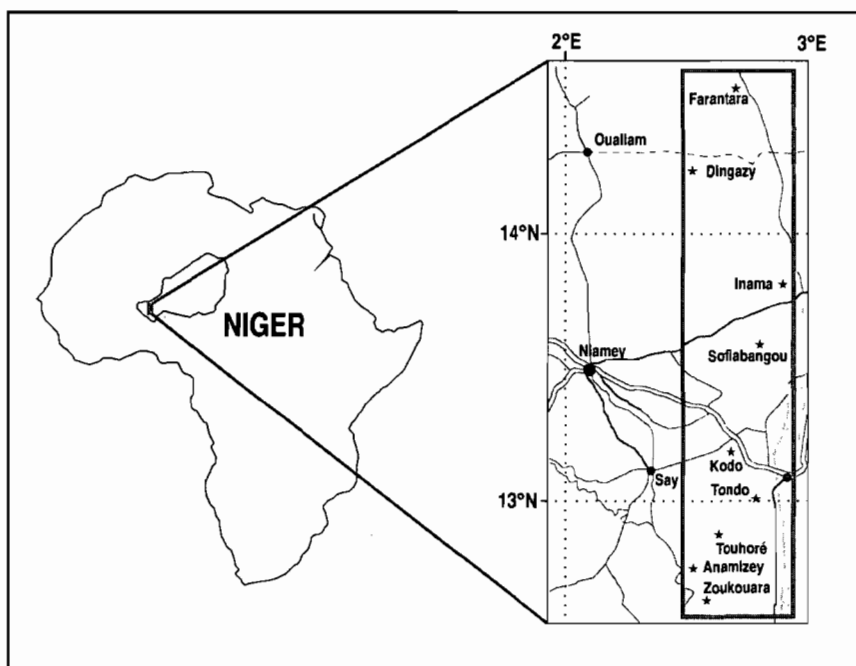 2°E
3°E
Farantara
Ouallam
Dingazy
14°N
Inama
NIGER
Niamey
Sofiabangou
Kodo
Say
Tondo
13°N
Touhoré
Anamizey
Zoukouara